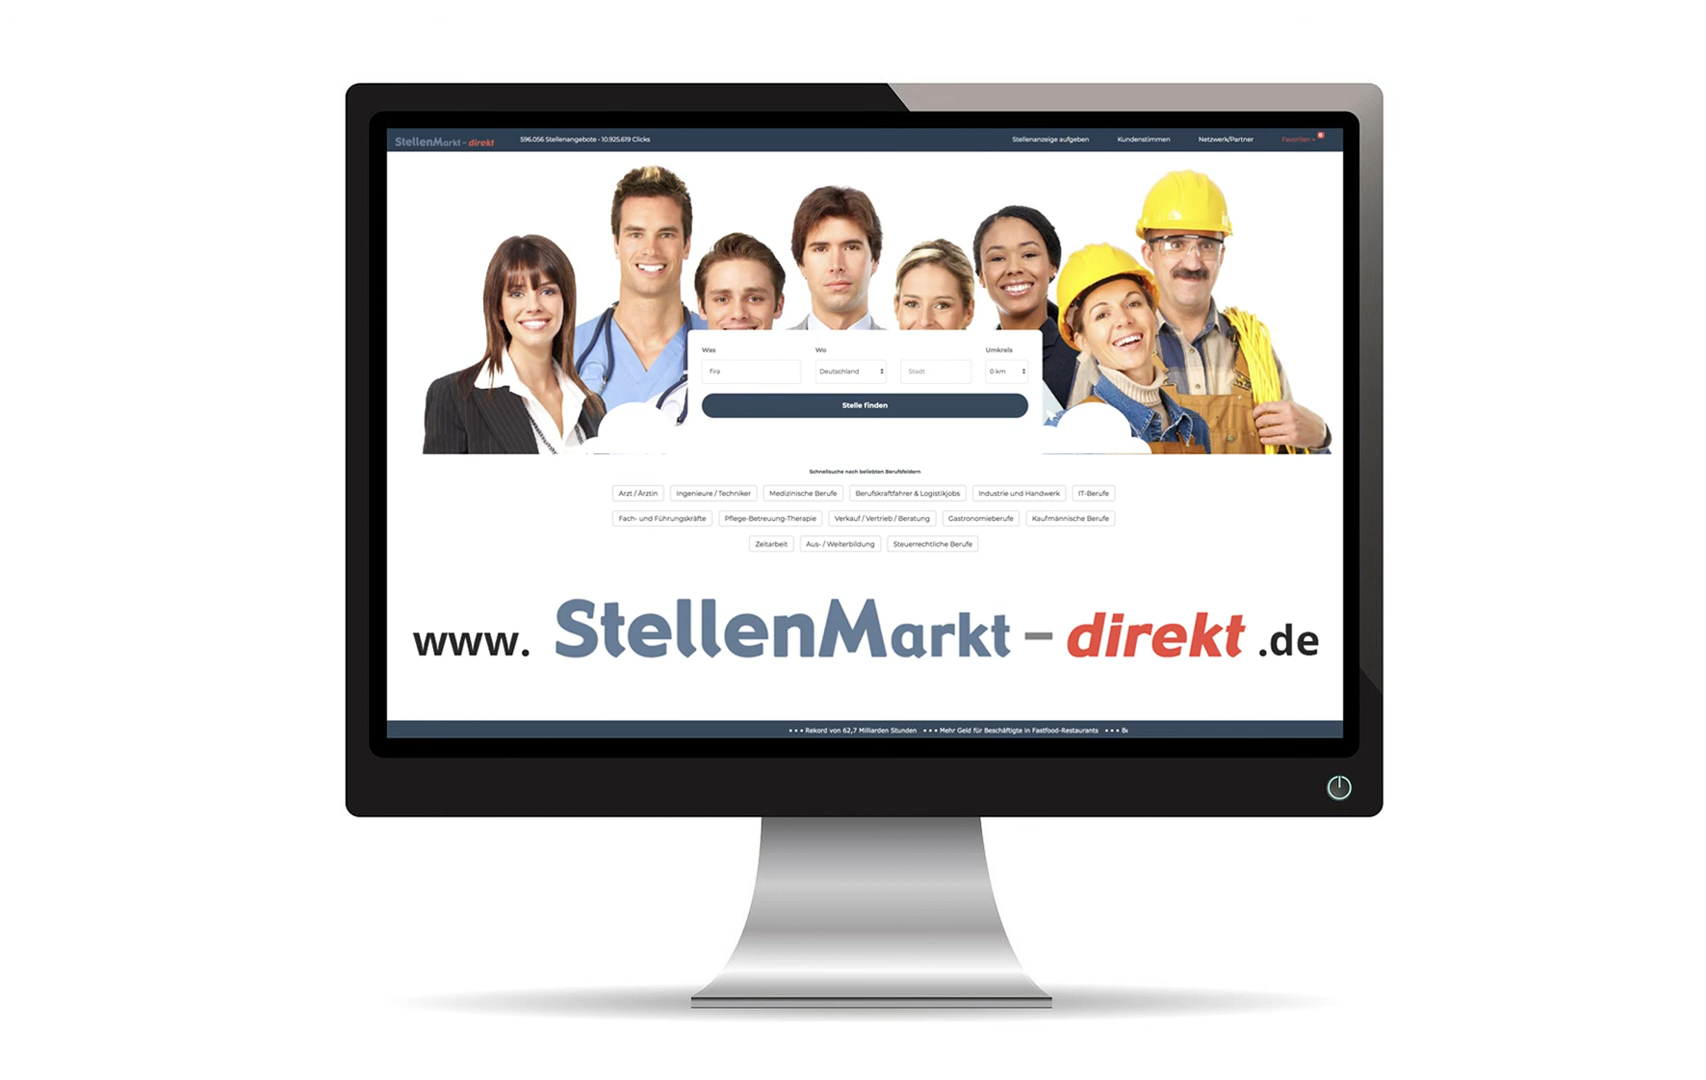 StellenMarkt - direkt
596.056 Stellenangebote • 10.925.619 Clicks
Stellenanzeige aufgeben
Kundenstimmen
Netzwerk/Partner
Favoriten
Was
Wo
Umkreis
fira
Deutschland
Stadt
0 km
Stelle finden
Schnellsuche nach beliebten Berufsfeldern
Arzt / Ärztin
Ingenieure / Techniker
Medizinische Berufe
Berufskraftfahrer & Logistikjobs
Industrie und Handwerk
IT-Berufe
Fach- und Führungskräfte
Pflege-Betreuung-Therapie
Verkauf / Vertrieb / Beratung
Gastronomieberufe
Kaufmännische Berufe
Zeitarbeit
Aus- / Weiterbildung
Steuerrechtliche Berufe
www. StellenMarkt - direkt .de
• • • Rekord von 62,7 Milliarden Stunden • • • Mehr Geld für Beschäftigte in Fastfood-Restaurants • • •